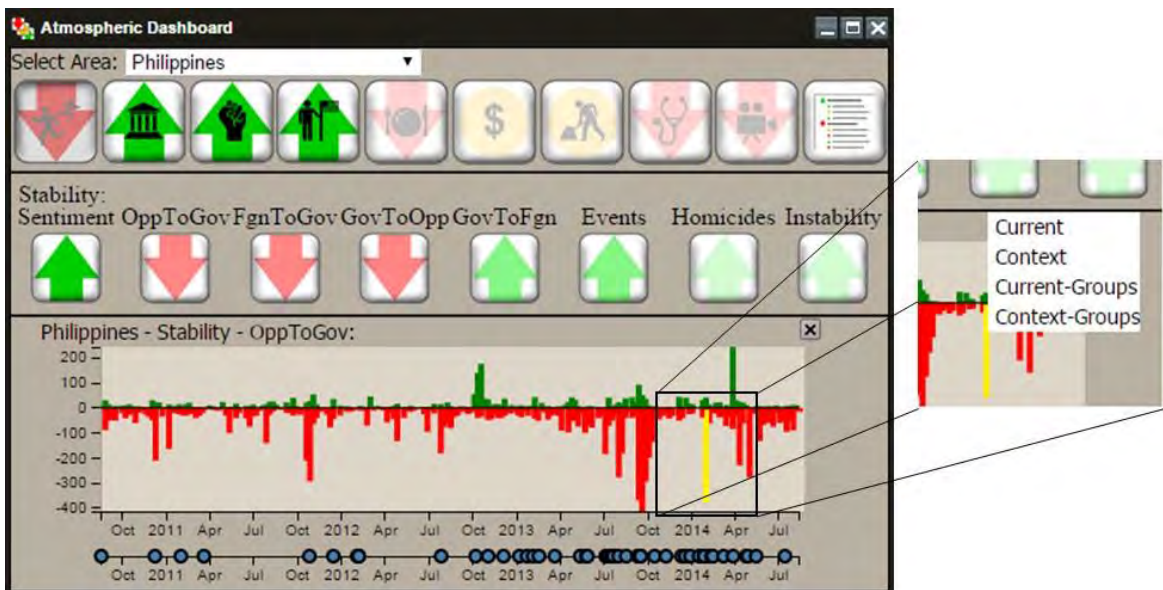 Atmospheric Dashboard
Select Area: Philippines
$
Stability:
Sentiment OppToGov FgnToGov GovToOpp GovToFgn Events Homicides Instability
Philippines - Stability - OppToGov:
200
100
0
-100
-200
-300
-400
Oct 2011 Apr Jul Oct 2012 Apr Jul Oct 2013 Apr Jul Oct 2014 Apr Jul
Oct 2011 Apr Jul Oct 2012 Apr Jul Oct 2013 Apr Jul Oct 2014 Apr Jul
Current
Context
Current-Groups
Context-Groups